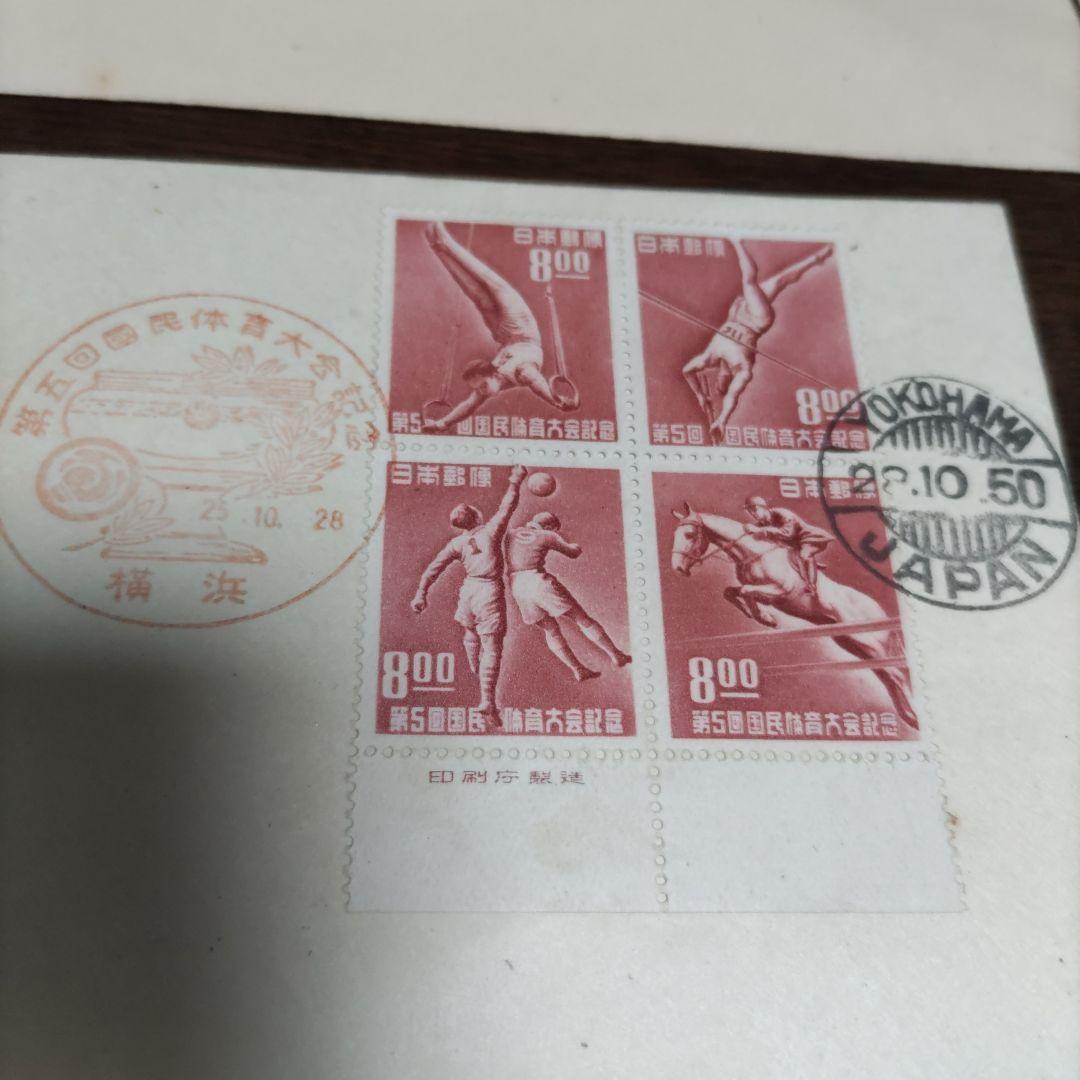 第五回國民体育大会記念
25.10.28
横浜
日本郵便
8.00
第5回国民体育大会記念
日本郵便
8.00
第5回国民体育大会記念
日本郵便
8.00
第5回国民体育大会記念
日本郵便
8.00
第5回国民体育大会記念
YOKOHAMA
28.10.50
JAPAN
印刷庁製造